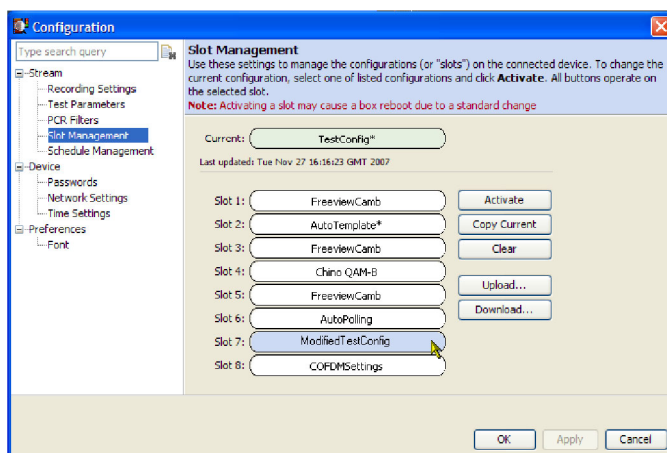 Configuration
Type search query
Stream
Recording Settings
Test Parameters
PCR Filters
Slot Management
Schedule Management
Device
Passwords
Network Settings
Time Settings
Preferences
Font
Slot Management
Use these settings to manage the configurations (or "slots") on the connected device. To change the
current configuration, select one of listed configurations and click Activate. All buttons operate on
the selected slot.
Note: Activating a slot may cause a box reboot due to a standard change
Current: TestConfig*
Last updated: Tue Nov 27 16:16:23 GMT 2007
Slot 1: FreeviewCamb
Slot 2: AutoTemplate*
Slot 3: FreeviewCamb
Slot 4: Chino QAM-B
Slot 5: FreeviewCamb
Slot 6: AutoPolling
Slot 7: ModifiedTestConfig
Slot 8: COFDMSettings
Activate
Copy Current
Clear
Upload...
Download...
OK Apply Cancel